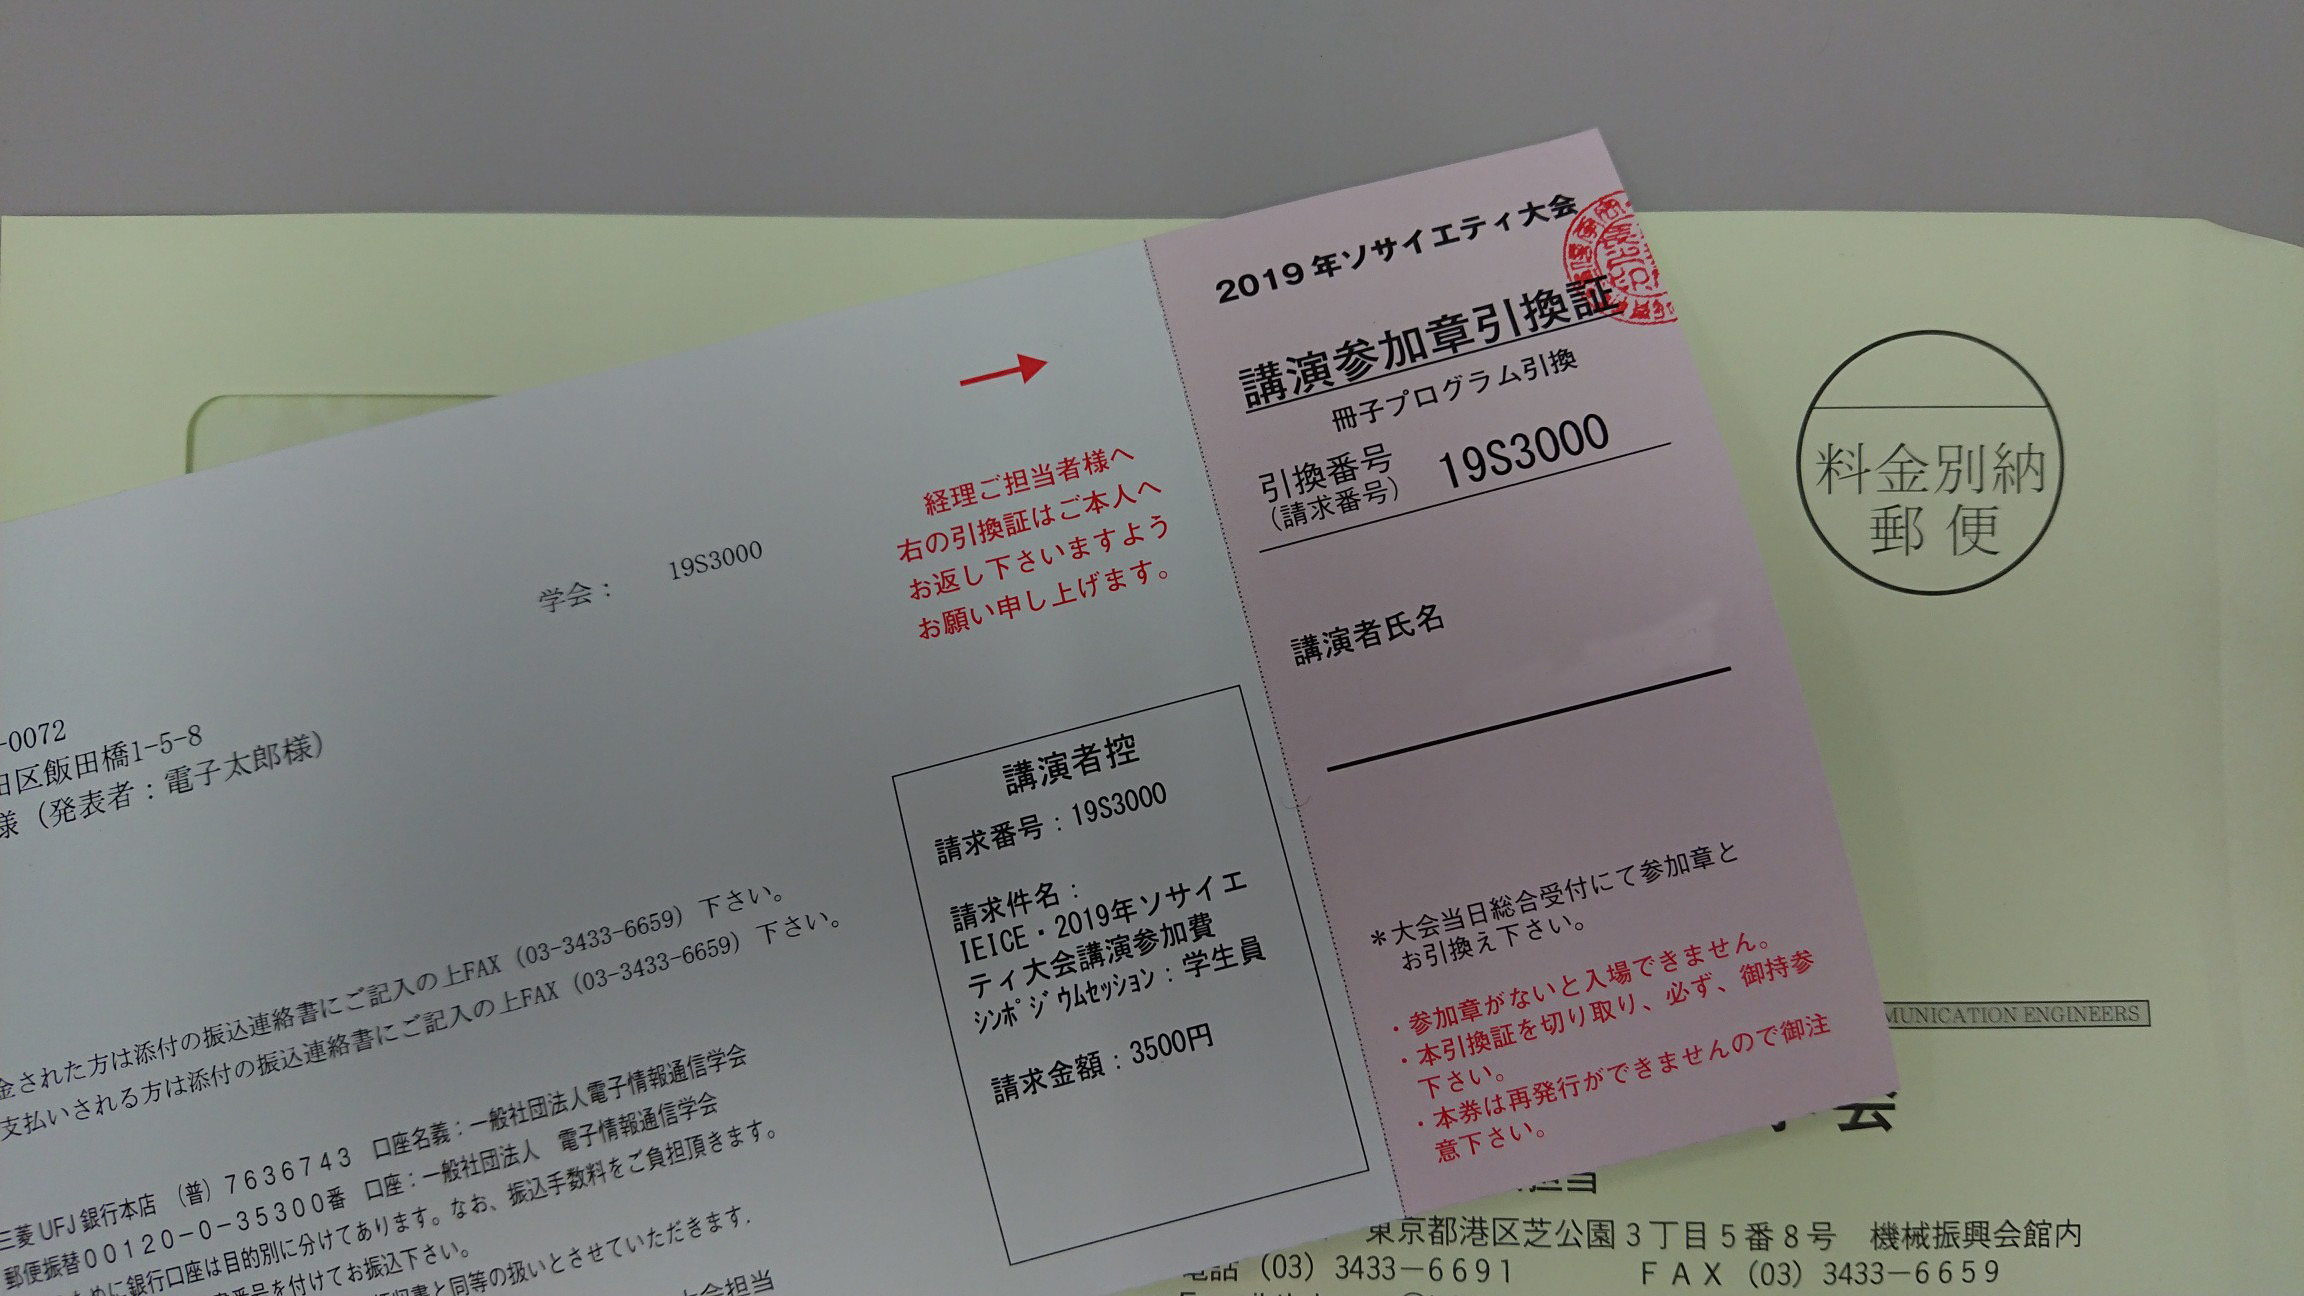 2019年ソサイエティ大会
講演参加章引換証
冊子プログラム引換
引換番号 19S3000
(請求番号)
講演者氏名
*大会当日総合受付にて参加章と
お引換え下さい。
・参加章がないと入場できません。
・本引換証を切り取り、必ず、御持参
下さい。
・本券は再発行ができませんので御注
意下さい。
経理ご担当者様へ
右の引換証はご本人へ
お返し下さいますよう
お願い申し上げます。
学会: 19S3000
講演者控
請求番号:19S3000
請求件名:
IEICE・2019年ソサイエ
ティ大会講演参加費
シンポジウムセッション:学生員
請求金額:3500円
-0072
田区飯田橋1-5-8
様(発表者:電子太郎様)
金された方は添付の振込連絡書にご記入の上FAX(03-3433-6659)下さい。
支払いされる方は添付の振込連絡書にご記入の上FAX(03-3433-6659)下さい。
三菱UFJ銀行本店 (普)7636743 口座名義:一般社団法人電子情報通信学会
郵便振替00120-0-35300番 口座:一般社団法人 電子情報通信学会
めに銀行口座は目的別に分けてあります。なお、振込手数料をご負担頂きます。
番号を付けてお振込下さい。
収書と同等の扱いとさせていただきます.
大会担当
料金別納
郵便
MUNICATION ENGINEERS
会
担当
東京都港区芝公園3丁目5番8号 機械振興会館内
電話(03)3433-6691 FAX(03)3433-6659